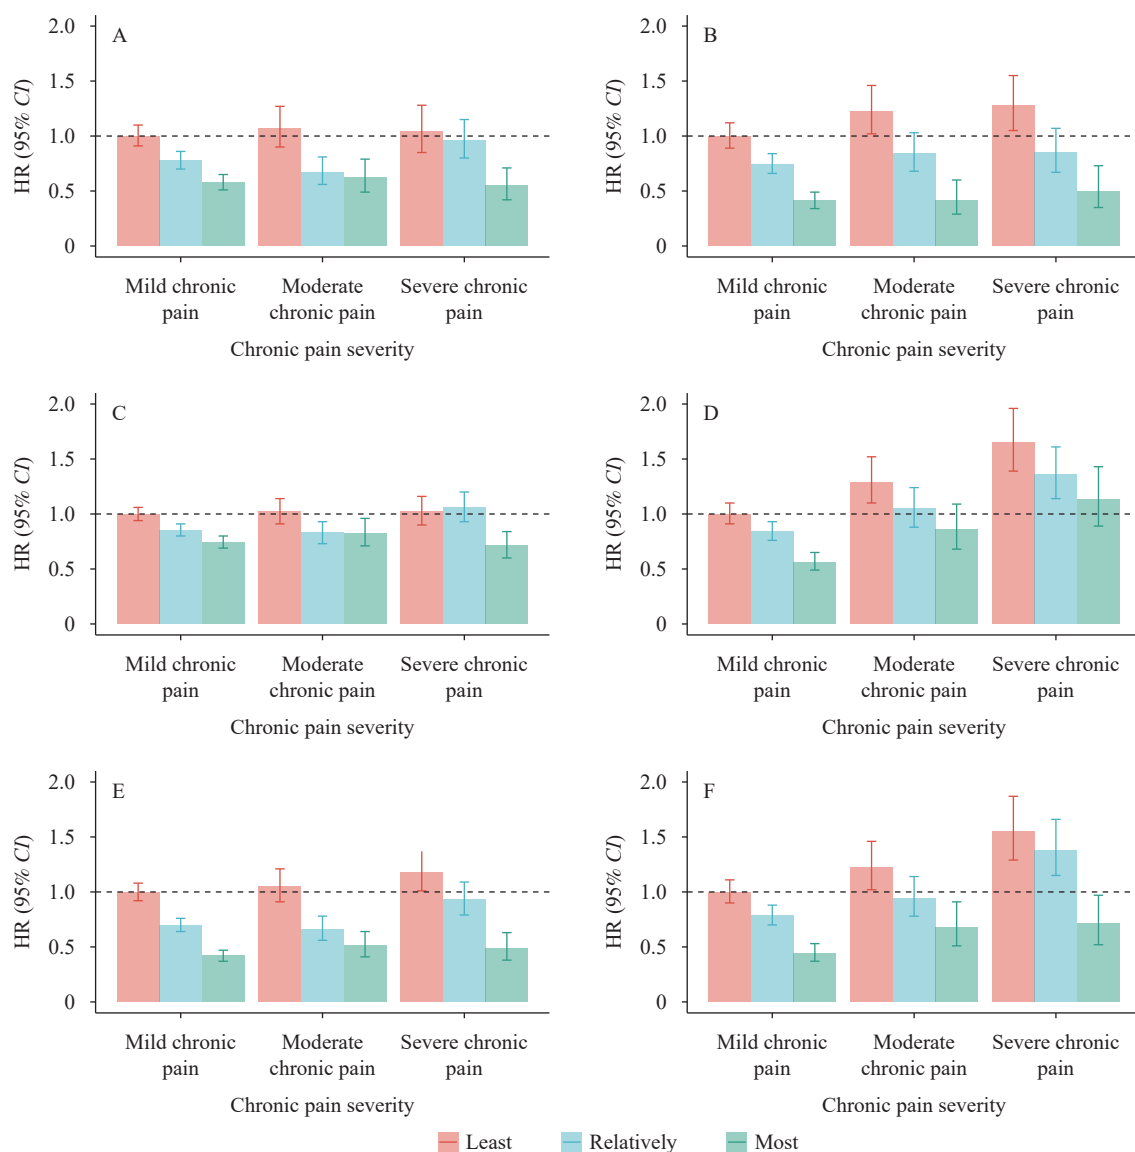 A
HR (95% CI)
2.0
1.5
1.0
0.5
0
Mild chronic pain
Moderate chronic pain
Severe chronic pain
Chronic pain severity
B
HR (95% CI)
2.0
1.5
1.0
0.5
0
Mild chronic pain
Moderate chronic pain
Severe chronic pain
Chronic pain severity
C
HR (95% CI)
2.0
1.5
1.0
0.5
0
Mild chronic pain
Moderate chronic pain
Severe chronic pain
Chronic pain severity
D
HR (95% CI)
2.0
1.5
1.0
0.5
0
Mild chronic pain
Moderate chronic pain
Severe chronic pain
Chronic pain severity
E
HR (95% CI)
2.0
1.5
1.0
0.5
0
Mild chronic pain
Moderate chronic pain
Severe chronic pain
Chronic pain severity
F
HR (95% CI)
2.0
1.5
1.0
0.5
0
Mild chronic pain
Moderate chronic pain
Severe chronic pain
Chronic pain severity
Least
Relatively
Most